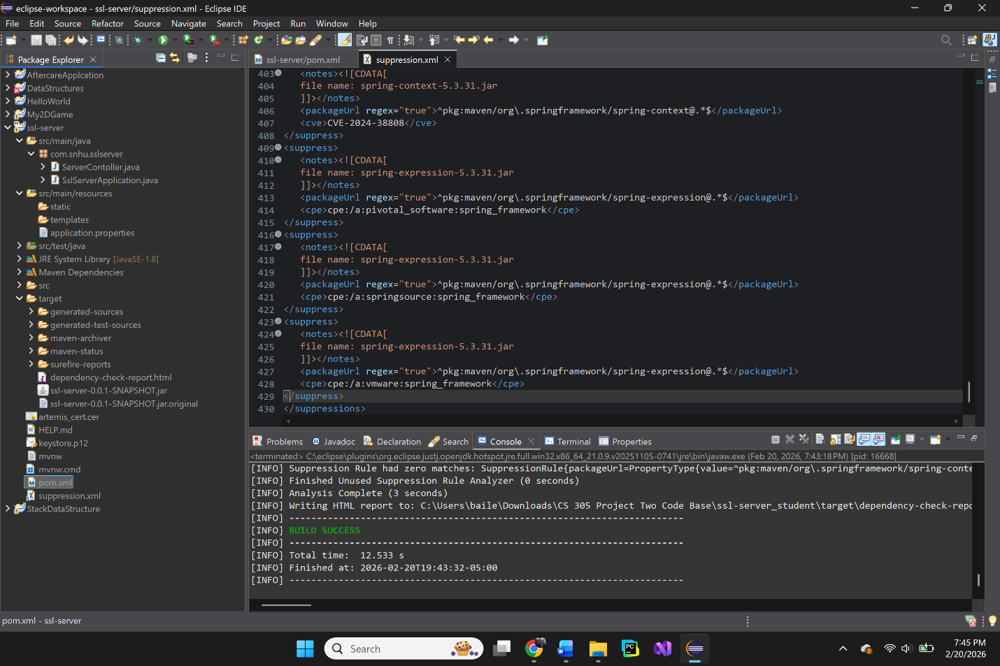 eclipse-workspace - ssl-server/suppression.xml - Eclipse IDE
File Edit Source Refactor Source Navigate Search Project Run Window Help
Package Explorer
ssl-server/pom.xml
suppression.xml
AftercareApplcation
DataStructures
HelloWorld
My2DGame
ssl-server
src/main/java
com.snhu.sslserver
ServerContoller.java
SslServerApplication.java
src/main/resources
static
templates
application.properties
src/test/java
JRE System Library [JavaSE-1.8]
Maven Dependencies
src
target
generated-sources
generated-test-sources
maven-archiver
maven-status
surefire-reports
dependency-check-report.html
ssl-server-0.0.1-SNAPSHOT.jar
ssl-server-0.0.1-SNAPSHOT.jar.original
artemis_cert.cer
HELP.md
keystore.p12
mvnw
mvnw.cmd
pom.xml
suppression.xml
StackDataStructure
403 <notes><![CDATA[
404 file name: spring-context-5.3.31.jar
405 ]]></notes>
406 <packageUrl regex="true">^pkg:maven/org\.springframework/spring-context@.*$</packageUrl>
407 <cve>CVE-2024-38808</cve>
408 </suppress>
409 <suppress>
410 <notes><![CDATA[
411 file name: spring-expression-5.3.31.jar
412 ]]></notes>
413 <packageUrl regex="true">^pkg:maven/org\.springframework/spring-expression@.*$</packageUrl>
414 <cpe>cpe:/a:pivotal_software:spring_framework</cpe>
415 </suppress>
416 <suppress>
417 <notes><![CDATA[
418 file name: spring-expression-5.3.31.jar
419 ]]></notes>
420 <packageUrl regex="true">^pkg:maven/org\.springframework/spring-expression@.*$</packageUrl>
421 <cpe>cpe:/a:springsource:spring_framework</cpe>
422 </suppress>
423 <suppress>
424 <notes><![CDATA[
425 file name: spring-expression-5.3.31.jar
426 ]]></notes>
427 <packageUrl regex="true">^pkg:maven/org\.springframework/spring-expression@.*$</packageUrl>
428 <cpe>cpe:/a:vmware:spring_framework</cpe>
429 </suppress>
430 </suppressions>
Problems Javadoc Declaration Search Console Terminal Properties
<terminated> C:\eclipse\plugins\org.eclipse.justj.openjdk.hotspot.jre.full.win32.x86_64_21.0.9.v20251105-0741\jre\bin\javaw.exe (Feb 20, 2026, 7:43:18 PM) [pid: 16668]
[INFO] Suppression Rule had zero matches: SuppressionRule{packageUrl=PropertyType{value=^pkg:maven/org\.springframework/spring-conte
[INFO] Finished Unused Suppression Rule Analyzer (0 seconds)
[INFO] Analysis Complete (3 seconds)
[INFO] Writing HTML report to: C:\Users\baile\Downloads\CS 305 Project Two Code Base\ssl-server_student\target\dependency-check-repo
[INFO] ------------------------------------------------------------------------
[INFO] BUILD SUCCESS
[INFO] ------------------------------------------------------------------------
[INFO] Total time:  12.533 s
[INFO] Finished at: 2026-02-20T19:43:32-05:00
[INFO] ------------------------------------------------------------------------
pom.xml - ssl-server
Search
7:45 PM
2/20/2026